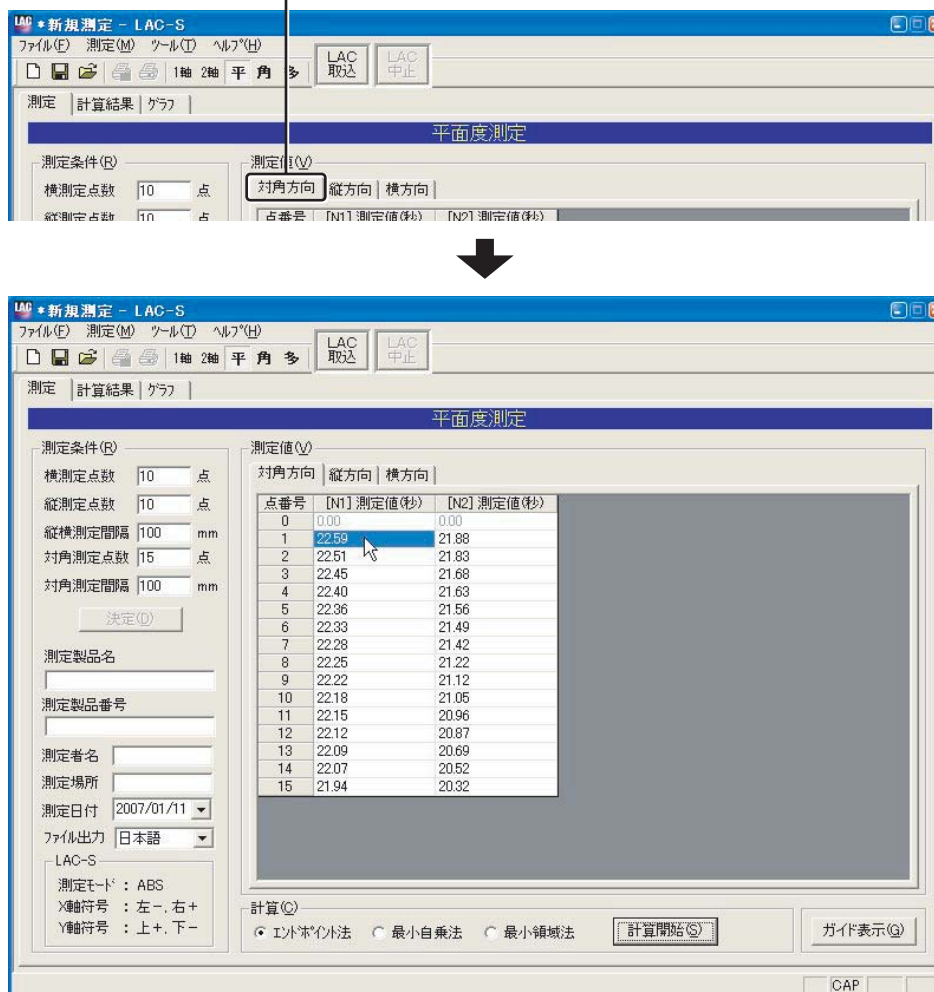 *新規測定 - LAC-S
ファイル(F) 測定(M) ツール(T) ヘルプ(H)
1軸 2軸 平 角 多 LAC取込 LAC中止
測定 計算結果 グラフ
平面度測定
測定条件(R) 測定値(V)
横測定点数 10 点 対角方向 縦方向 横方向
縦測定点数 10 点 点番号 [N1]測定値(秒) [N2]測定値(秒)
*新規測定 - LAC-S
ファイル(F) 測定(M) ツール(T) ヘルプ(H)
1軸 2軸 平 角 多 LAC取込 LAC中止
測定 計算結果 グラフ
平面度測定
測定条件(R)
横測定点数 10 点
縦測定点数 10 点
縦横測定間隔 100 mm
対角測定点数 15 点
対角測定間隔 100 mm
決定(D)
測定製品名
測定製品番号
測定者名
測定場所
測定日付 2007/01/11
ファイル出力 日本語
LAC-S
測定モード : ABS
X軸符号 : 左-, 右+
Y軸符号 : 上+, 下-
測定値(V)
対角方向 縦方向 横方向
点番号 [N1]測定値(秒) [N2]測定値(秒)
0 0.00 0.00
1 22.59 21.88
2 22.51 21.83
3 22.45 21.68
4 22.40 21.63
5 22.36 21.56
6 22.33 21.49
7 22.28 21.42
8 22.25 21.22
9 22.22 21.12
10 22.18 21.05
11 22.15 20.96
12 22.12 20.87
13 22.09 20.69
14 22.07 20.52
15 21.94 20.32
計算(C)
エンドポイント法 最小自乗法 最小領域法 計算開始(S) ガイド表示(G)
CAP